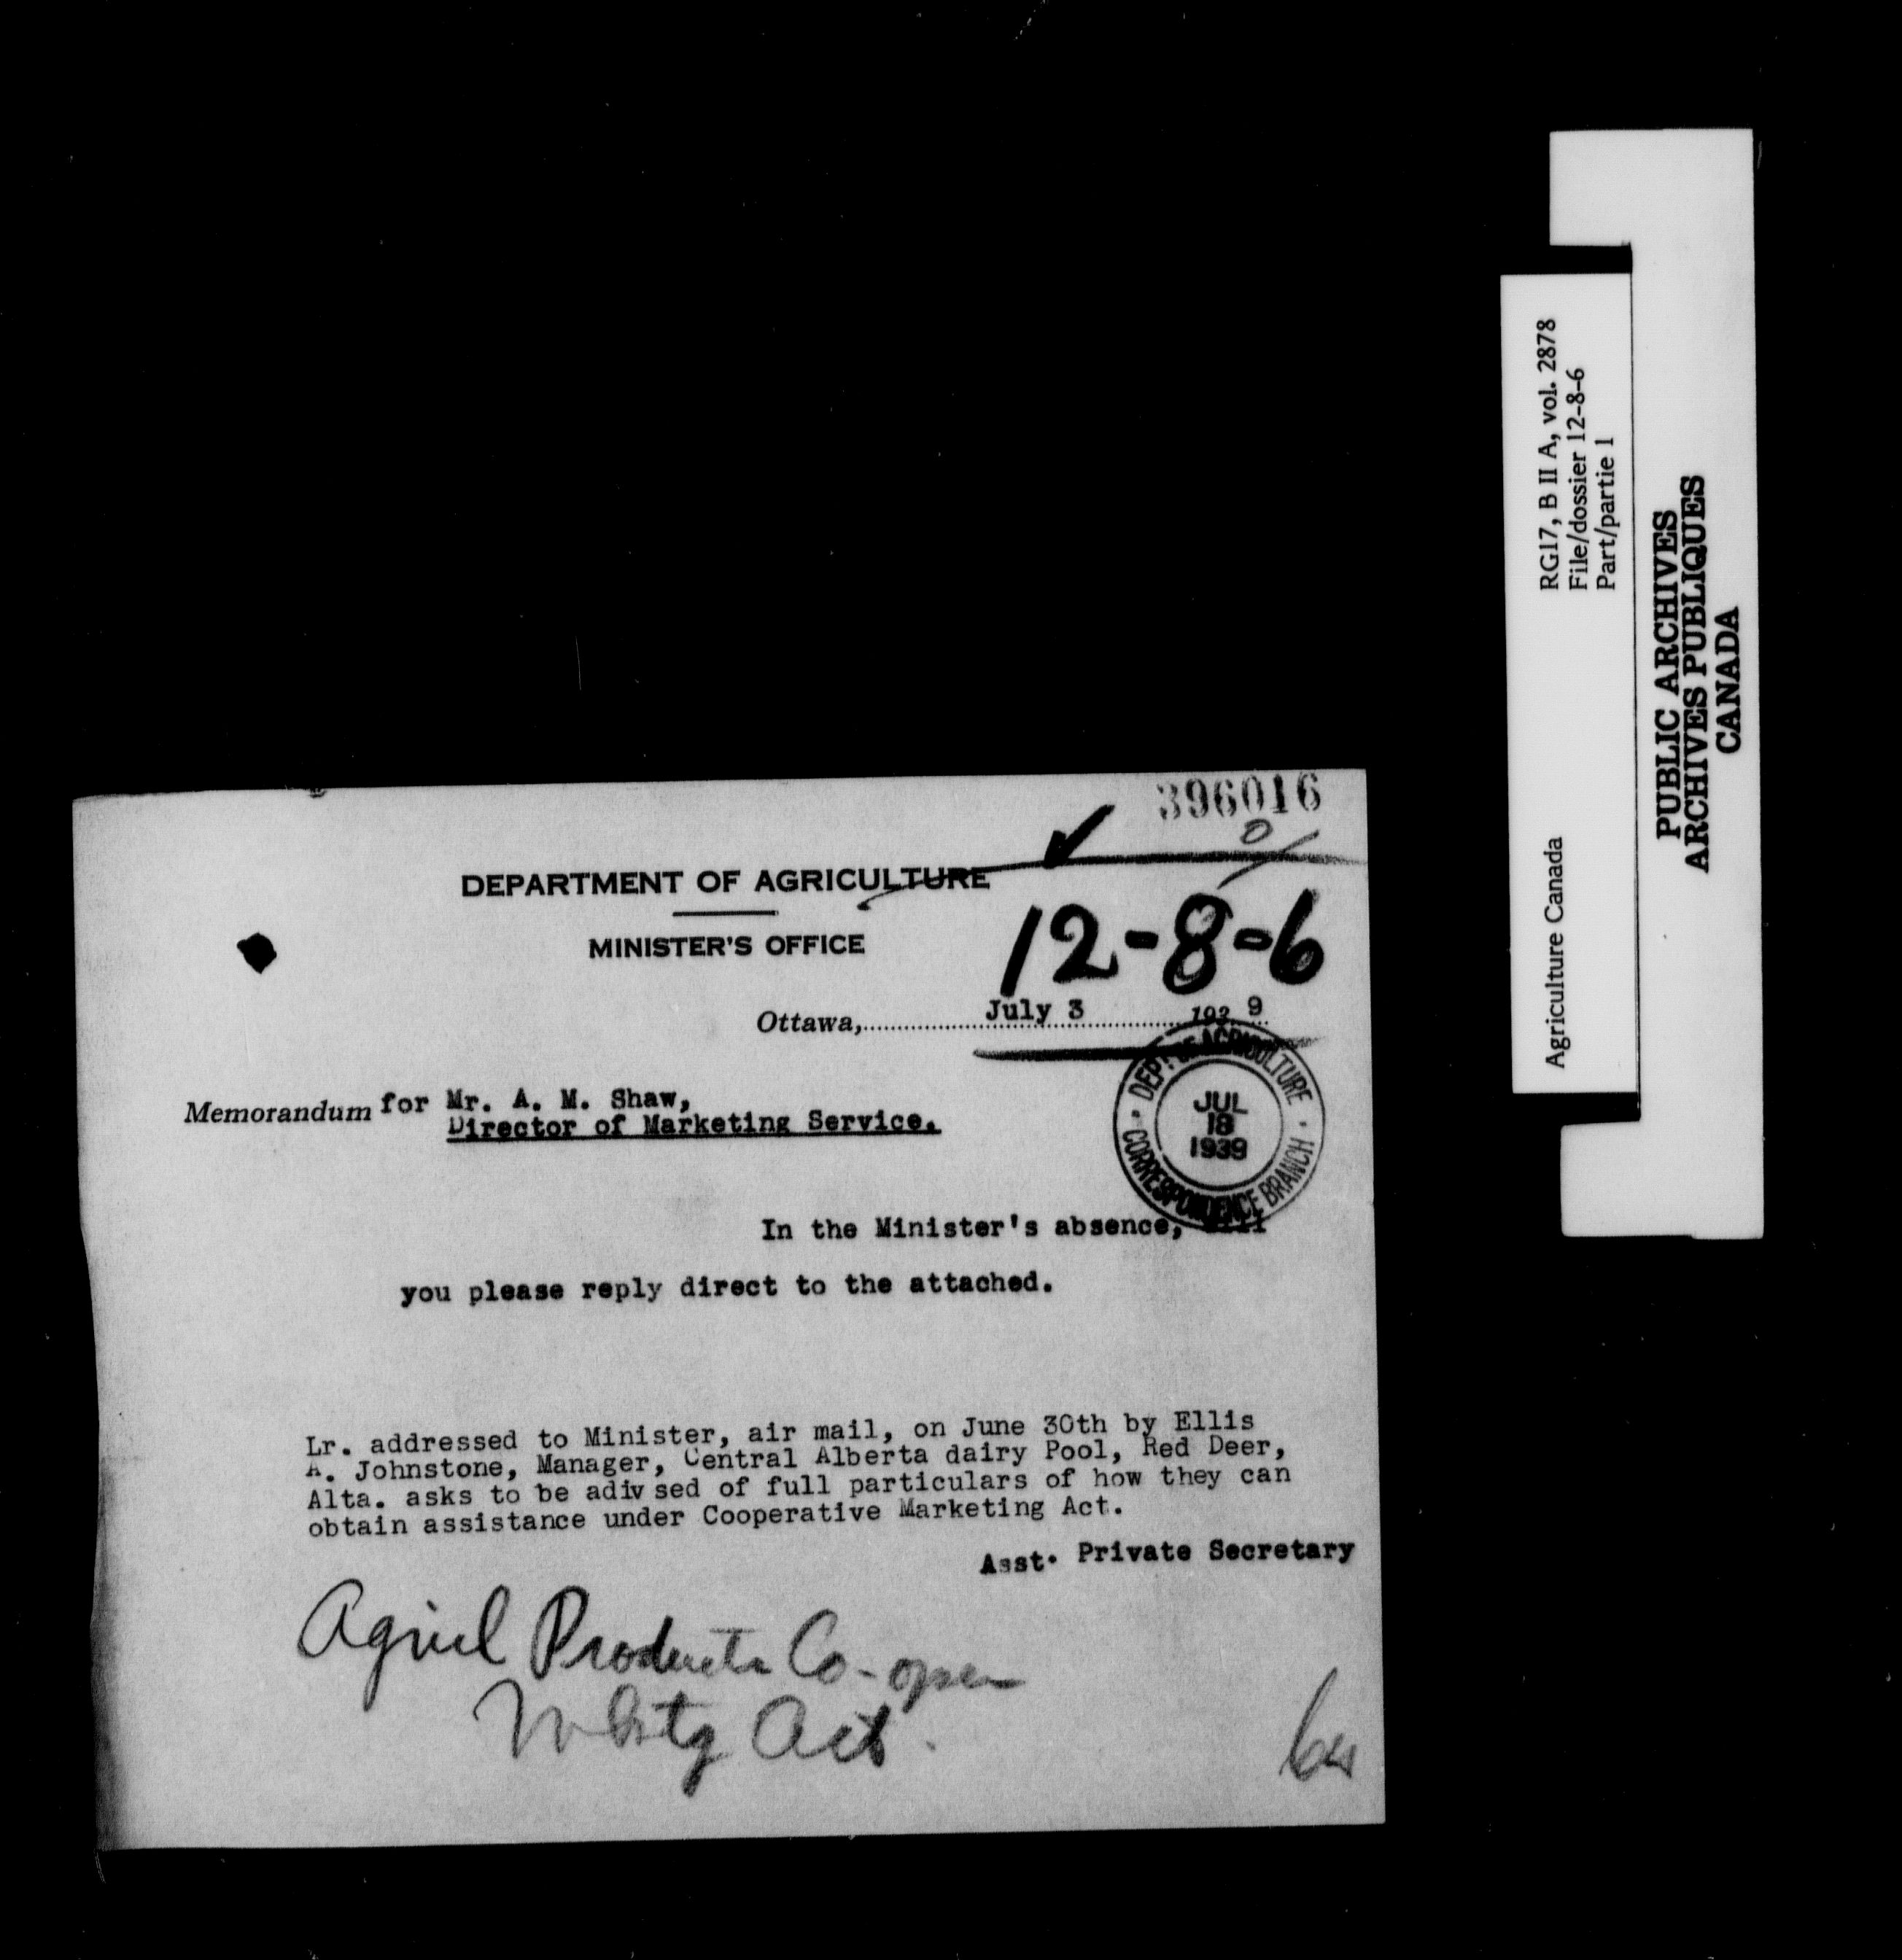 396016
DEPARTMENT OF AGRICULTURE
MINISTER'S OFFICE
12-8-6
Ottawa, July 3 193 9
DEPT. OF AGRICULTURE
JUL
18
1939
CORRESPONDENCE BRANCH
Memorandum for Mr. A. M. Shaw,
Director of Marketing Service.
In the Minister's absence, will
you please reply direct to the attached.
Lr. addressed to Minister, air mail, on June 30th by Ellis
A. Johnstone, Manager, Central Alberta dairy Pool, Red Deer,
Alta. asks to be adiv sed of full particulars of how they can
obtain assistance under Cooperative Marketing Act.
Asst. Private Secretary
Agricl Products Co-oper
Mktg Act.
Agriculture Canada
RG17, B II A, vol. 2878
File/dossier 12-8-6
Part/partie 1
PUBLIC ARCHIVES
ARCHIVES PUBLIQUES
CANADA